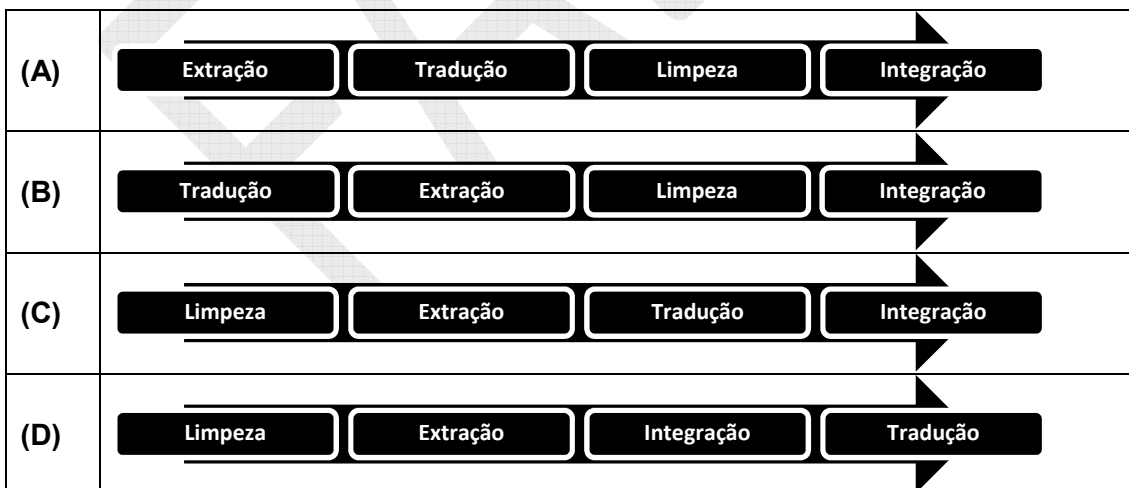 (A) Extração Tradução Limpeza Integração
(B) Tradução Extração Limpeza Integração
(C) Limpeza Extração Tradução Integração
(D) Limpeza Extração Integração Tradução